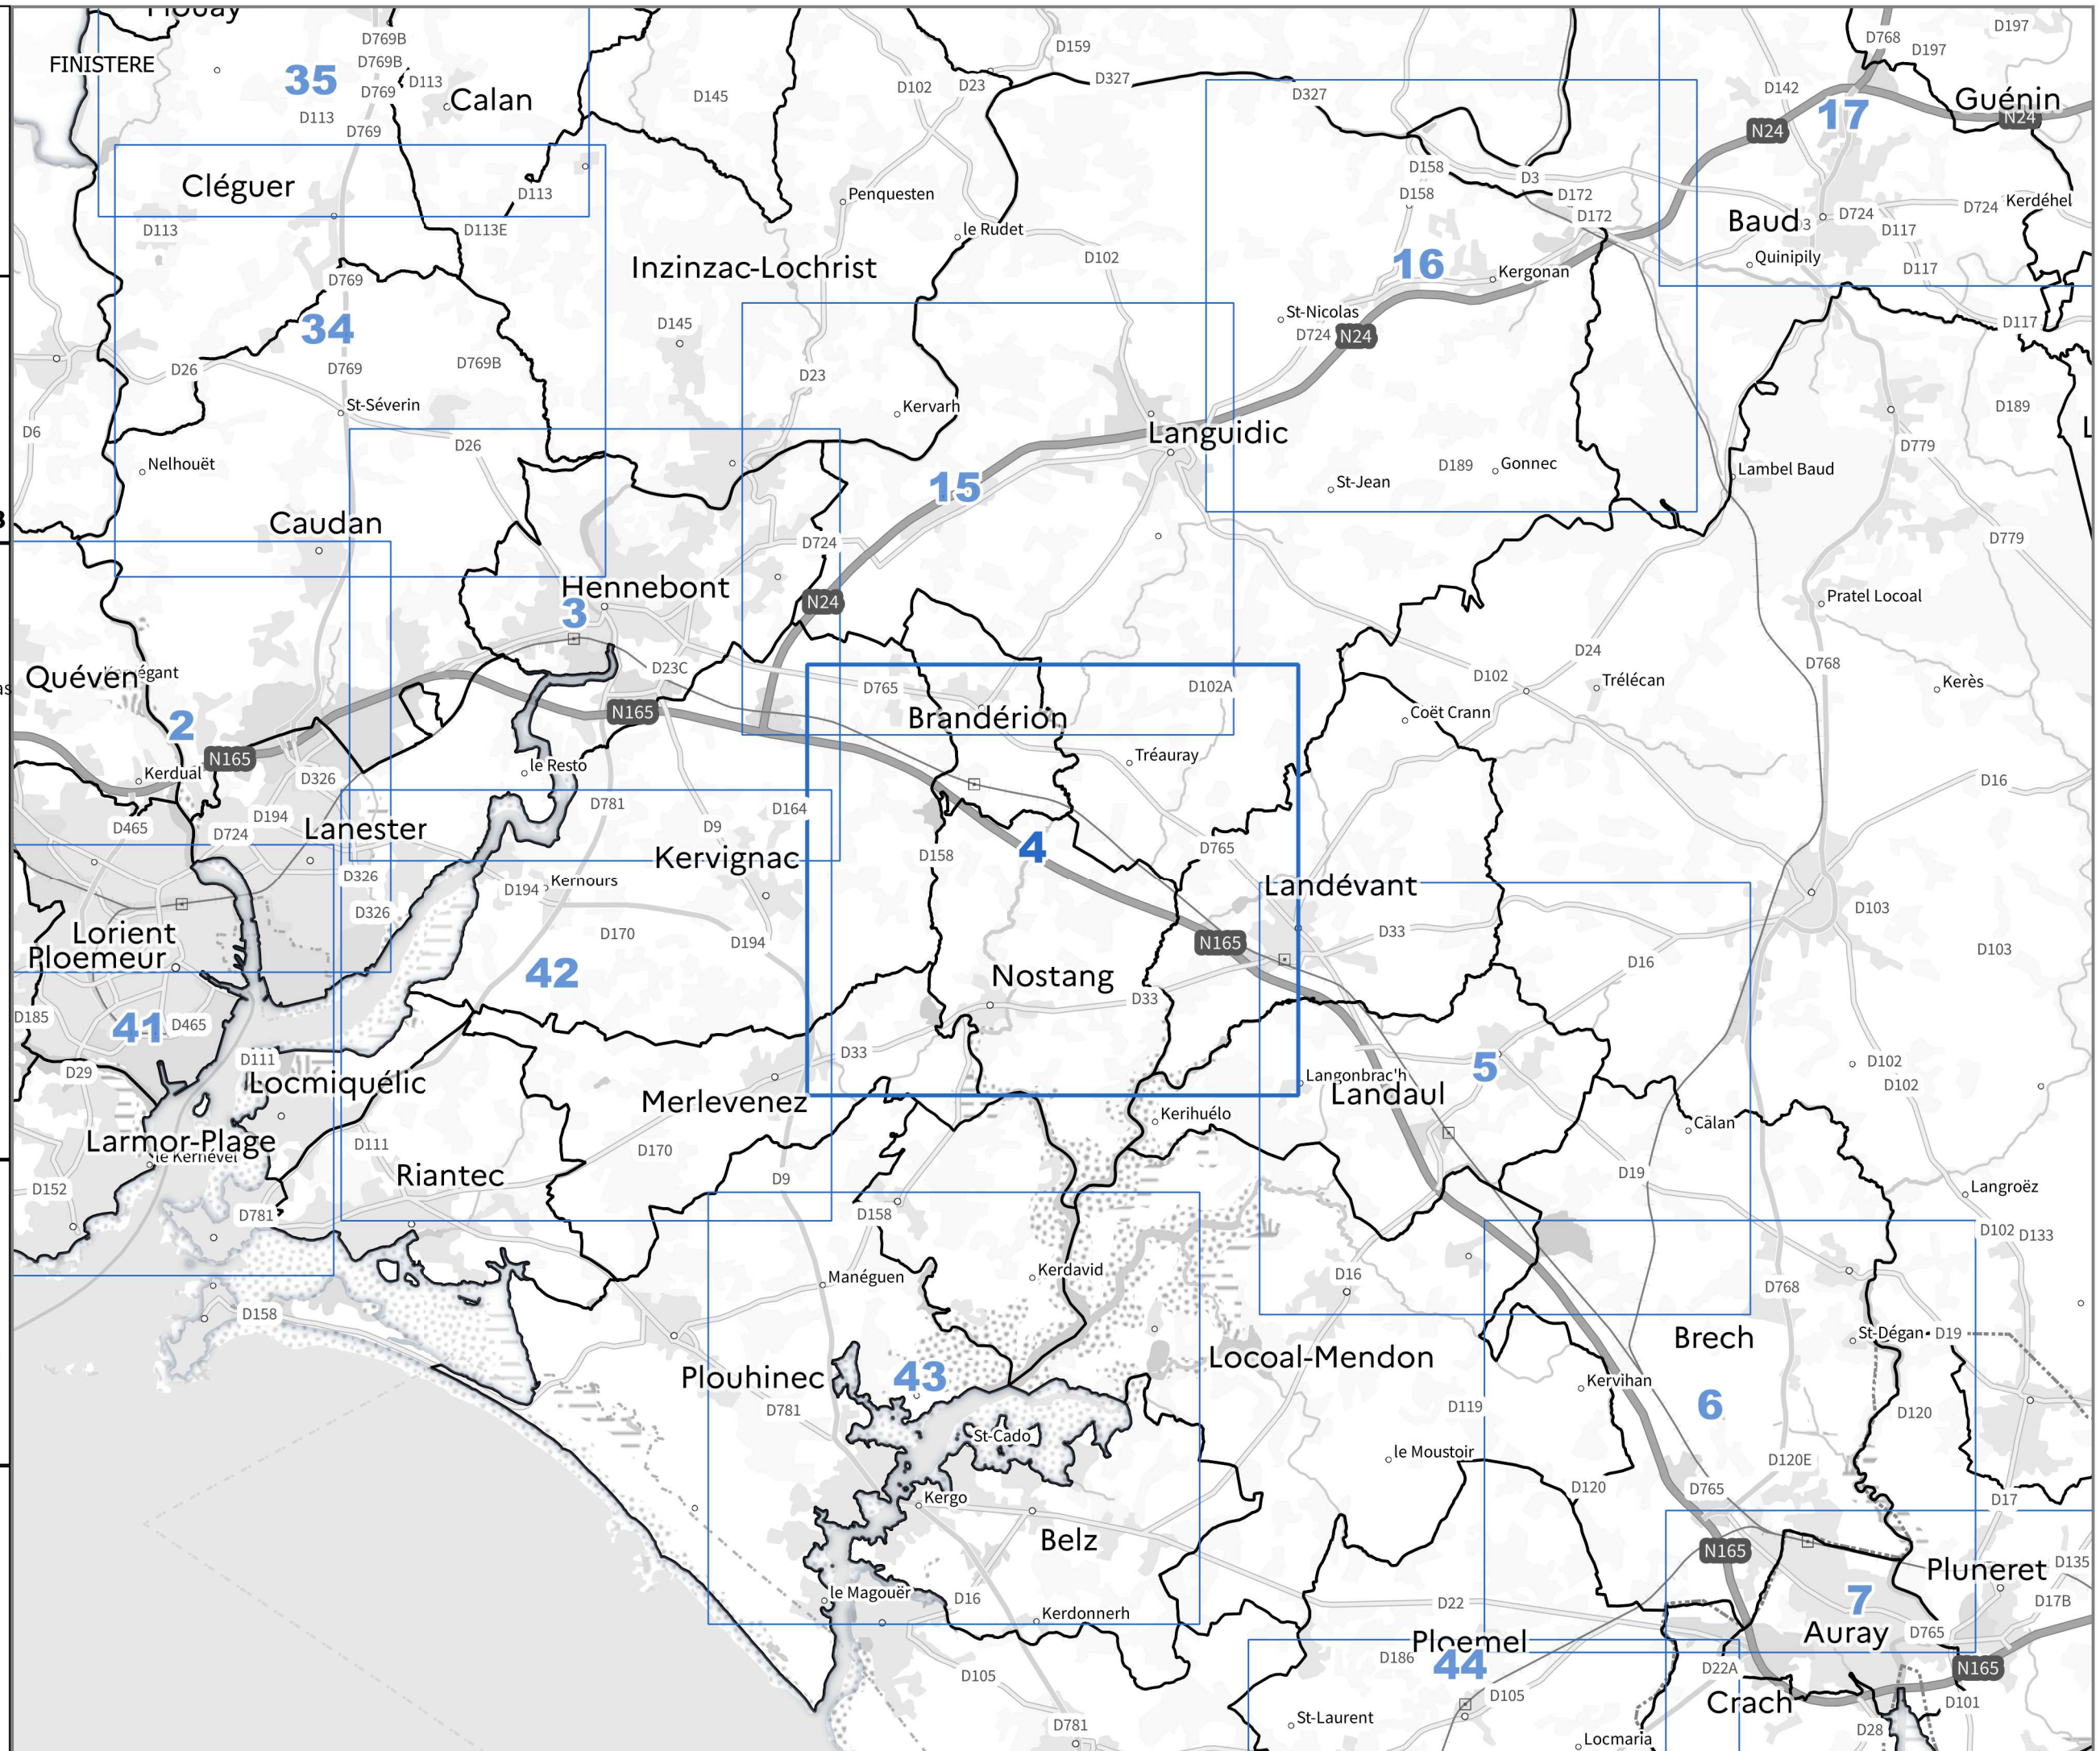 D769B
D768
D197
D197
FINISTERE
D769B
D159
35
D769
D113
Calan
D145
D102
D23
D327
D327
D142
17
Guénin
N24
D113
D769
N24
Cléguer
D113
Penquesten
D158
D3
D172
D158
D172
Baud
D724
D724
Kerdéhel
D113
D113E
le Rudet
D117
Inzinzac-Lochrist
D102
16
Kergonan
Quinipily
D117
D769
34
D145
St-Nicolas
D724
N24
D117
D26
D769
D769B
D23
St-Séverin
Kervarh
D189
D6
D26
Languidic
D779
Nelhouët
15
St-Jean
D189
Gonnec
Lambel Baud
Caudan
D724
D779
Hennebont
3
N24
Pratel Locoal
D24
Quéven
D23C
D765
D102A
D102
Trélécan
D768
Kerès
2
N165
N165
Brandérion
Coët Crann
Kerdual
D326
le Resto
Tréauray
D16
D465
D724
D194
Lanester
D781
D9
D164
4
D765
D326
Kervignac
D158
Landévant
D194
Kernours
D326
D103
Lorient
Ploemeur
D170
D194
N165
D33
D103
42
Nostang
D16
D185
41
D465
D33
D33
D111
D29
5
D102
Locmiquélic
Langonbrac'h
D102
Merlevenez
Landaul
Kerihuélo
Calan
Larmor-Plage
le Kernével
D111
D170
Riantec
D9
D19
D152
Langroëz
D781
D158
D102
D133
Manéguen
Kerdavid
D16
D768
D158
St-Dégan
D19
Brech
Plouhinec
43
Locoal-Mendon
Kervihan
D781
D119
6
D120
St-Cado
le Moustoir
D120E
Kergo
D120
D765
D17
Belz
N165
Pluneret
D135
le Magouër
D16
Kerdonnerh
D22
7
D17B
Ploemel
Auray
D765
D186
44
D22A
N165
D105
D105
Crach
D101
St-Laurent
D781
D28
Locmaria